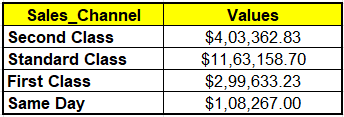 Sales_Channel Values
Second Class $4,03,362.83
Standard Class $11,63,158.70
First Class $2,99,633.23
Same Day $1,08,267.00